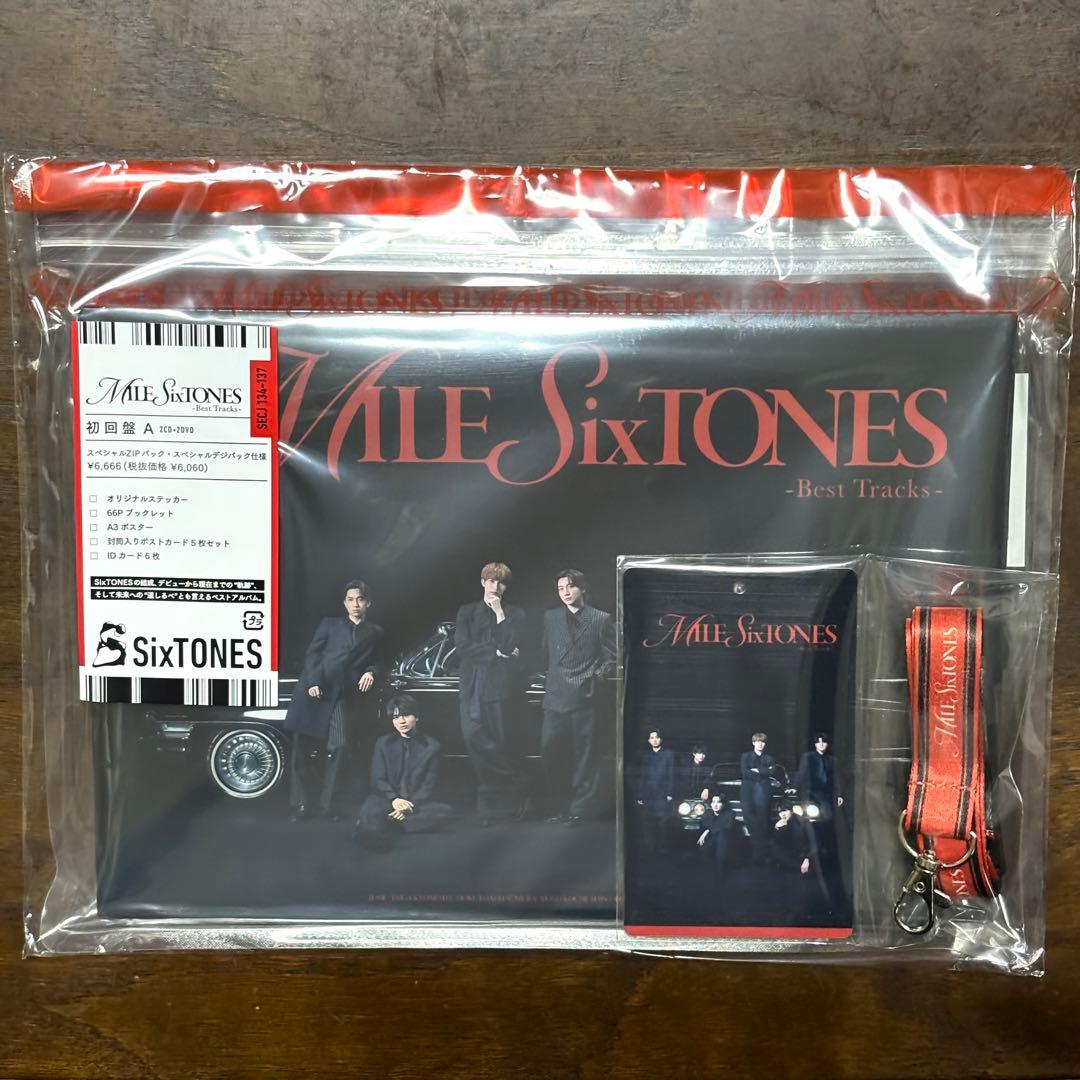 MILE SixTONES
-Best Tracks-
初回盤 A 2CD+2DVD
SECJ 134-137
スペシャルZIPパック・スペシャルデジパック仕様
¥6,666(税抜価格 ¥6,060)
□ オリジナルステッカー
□ 66P ブックレット
□ A3ポスター
□ 封筒入りポストカード5枚セット
□ IDカード6枚
SixTONESの結成、デビューから現在までの“軌跡”、
そして未来への“道しるべ”とも言えるベストアルバム。
プラ
SixTONES
MILE SixTONES
-Best Tracks-
MILE SixTONES
MILE SixTONES